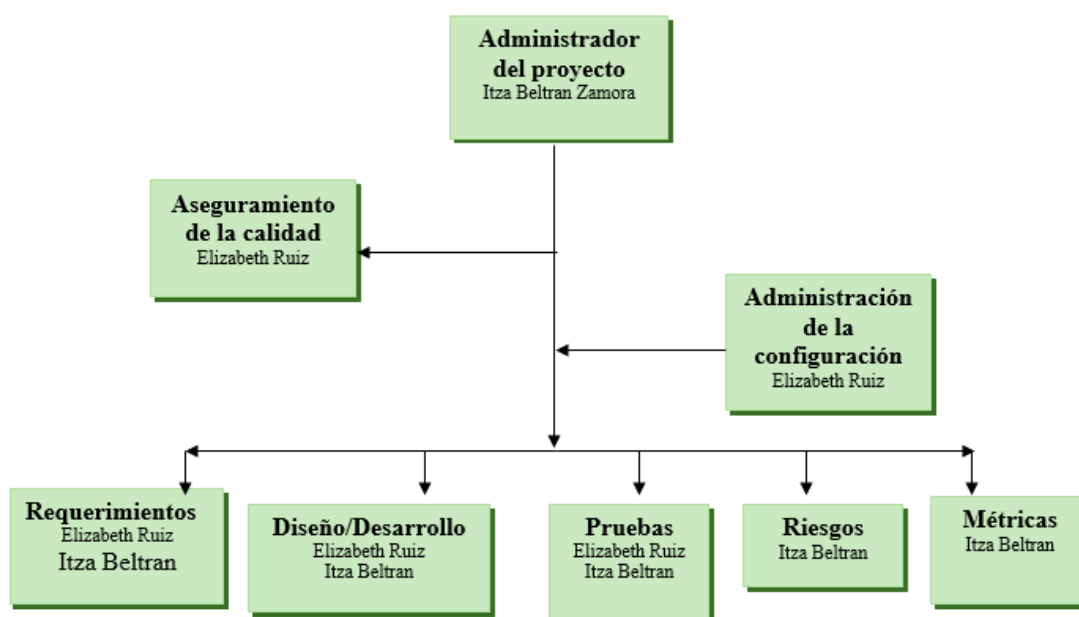 Administrador
del proyecto
Itza Beltran Zamora
Aseguramiento
de la calidad
Elizabeth Ruiz
Administración
de la
configuración
Elizabeth Ruiz
Requerimientos
Elizabeth Ruiz
Itza Beltran
Diseño/Desarrollo
Elizabeth Ruiz
Itza Beltran
Pruebas
Elizabeth Ruiz
Itza Beltran
Riesgos
Itza Beltran
Métricas
Itza Beltran